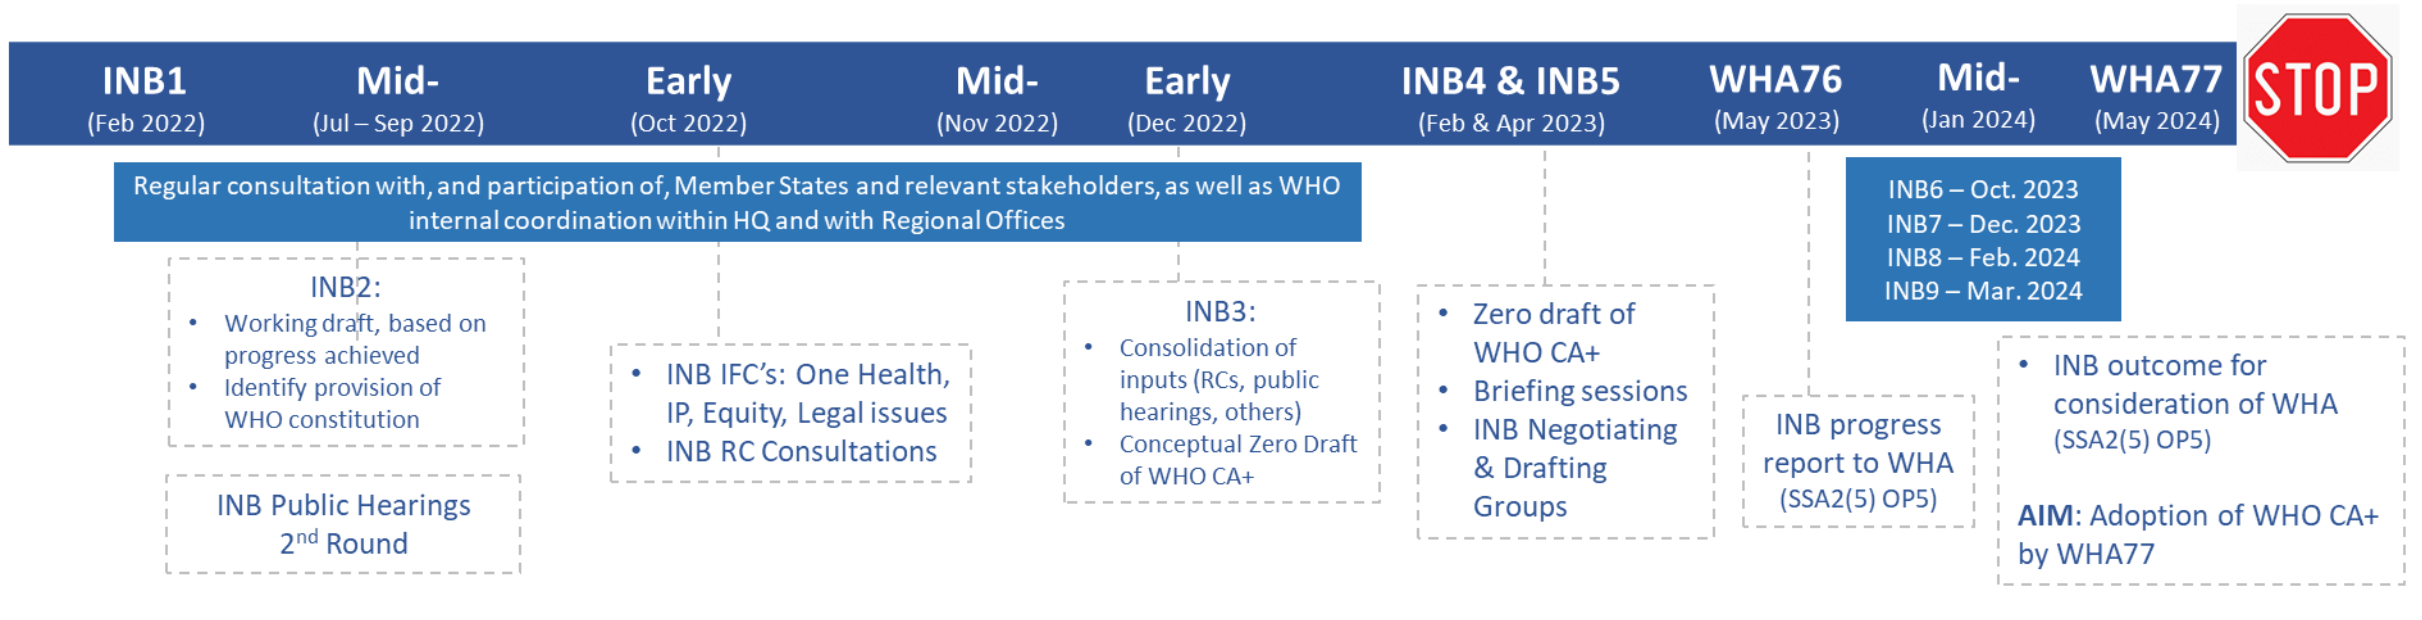 INB1
(Feb 2022)
Mid-
(Jul – Sep 2022)
Early
(Oct 2022)
Mid-
(Nov 2022)
Early
(Dec 2022)
INB4 & INB5
(Feb & Apr 2023)
WHA76
(May 2023)
Mid-
(Jan 2024)
WHA77
(May 2024)
STOP
Regular consultation with, and participation of, Member States and relevant stakeholders, as well as WHO
internal coordination within HQ and with Regional Offices
INB2:
• Working draft, based on
progress achieved
• Identify provision of
WHO constitution
INB Public Hearings
2nd Round
• INB IFC’s: One Health,
IP, Equity, Legal issues
• INB RC Consultations
INB3:
• Consolidation of
inputs (RCs, public
hearings, others)
• Conceptual Zero Draft
of WHO CA+
• Zero draft of
WHO CA+
• Briefing sessions
• INB Negotiating
& Drafting
Groups
INB progress
report to WHA
(SSA2(5) OP5)
INB6 – Oct. 2023
INB7 – Dec. 2023
INB8 – Feb. 2024
INB9 – Mar. 2024
• INB outcome for
consideration of WHA
(SSA2(5) OP5)
AIM: Adoption of WHO CA+
by WHA77